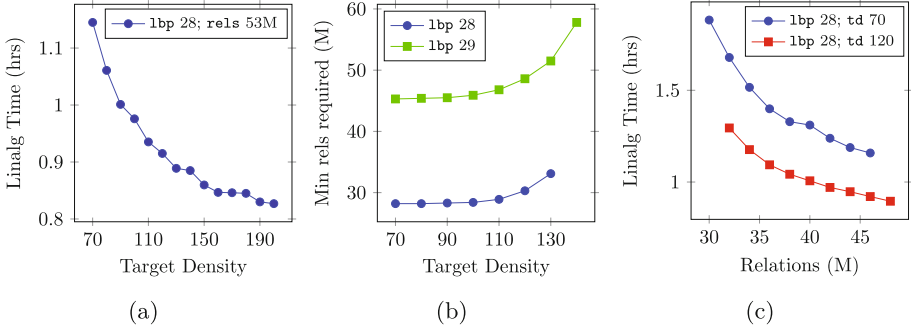 lbp 28; rels 53M
1.1
1
0.9
0.8
Linalg Time (hrs)
70 110 150 190
Target Density
(a)
lbp 28
lbp 29
60
50
40
30
Min rels required (M)
70 90 110 130
Target Density
(b)
lbp 28; td 70
lbp 28; td 120
1.5
1
Linalg Time (hrs)
30 35 40 45
Relations (M)
(c)